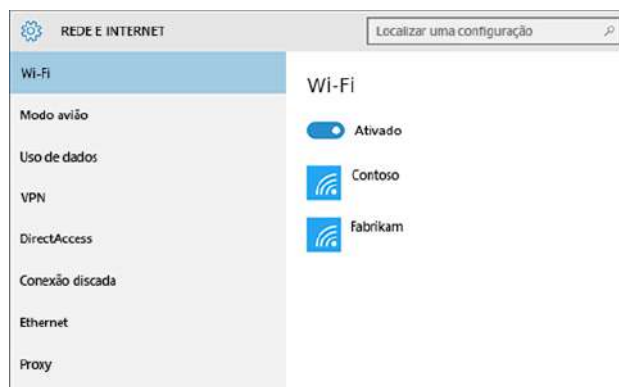 REDE E INTERNET
Localizar uma configuração
Wi-Fi
Modo avião
Uso de dados
VPN
DirectAccess
Conexão discada
Ethernet
Proxy
Wi-Fi
Ativado
Contoso
Fabrikam